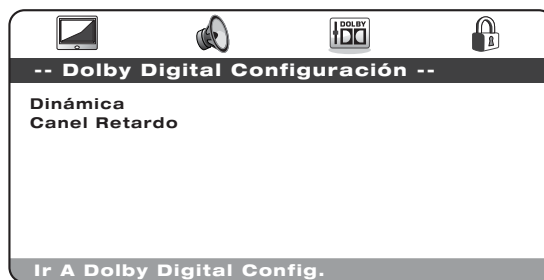 DOLBY
-- Dolby Digital Configuración --
Dinámica
Canel Retardo
Ir A Dolby Digital Config.